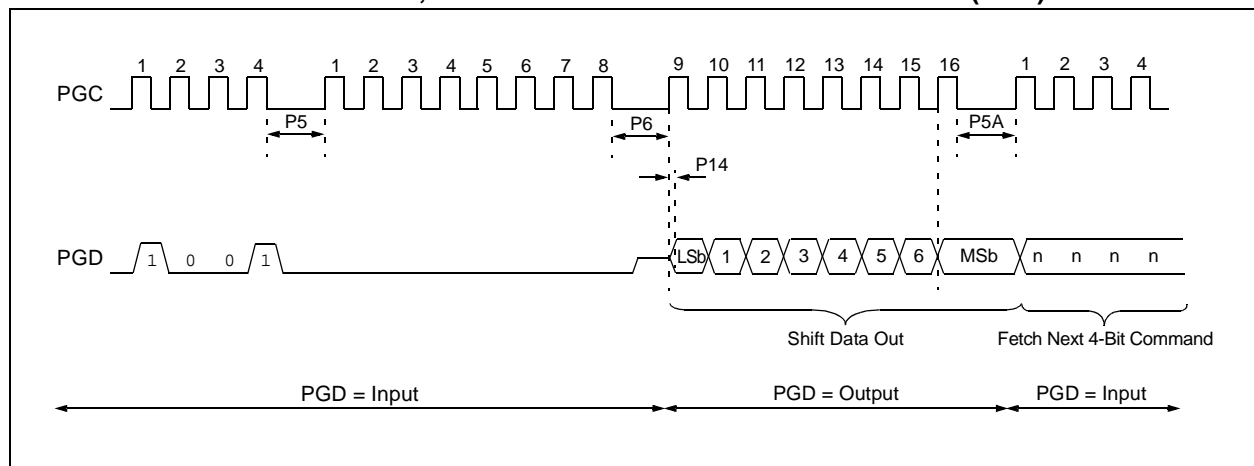 1 2 3 4 1 2 3 4 5 6 7 8 9 10 11 12 13 14 15 16 1 2 3 4
PGC
P5 P6 P5A
P14
PGD 1 0 0 1 LSb 1 2 3 4 5 6 MSb n n n n
Shift Data Out Fetch Next 4-Bit Command
PGD = Input PGD = Output PGD = Input